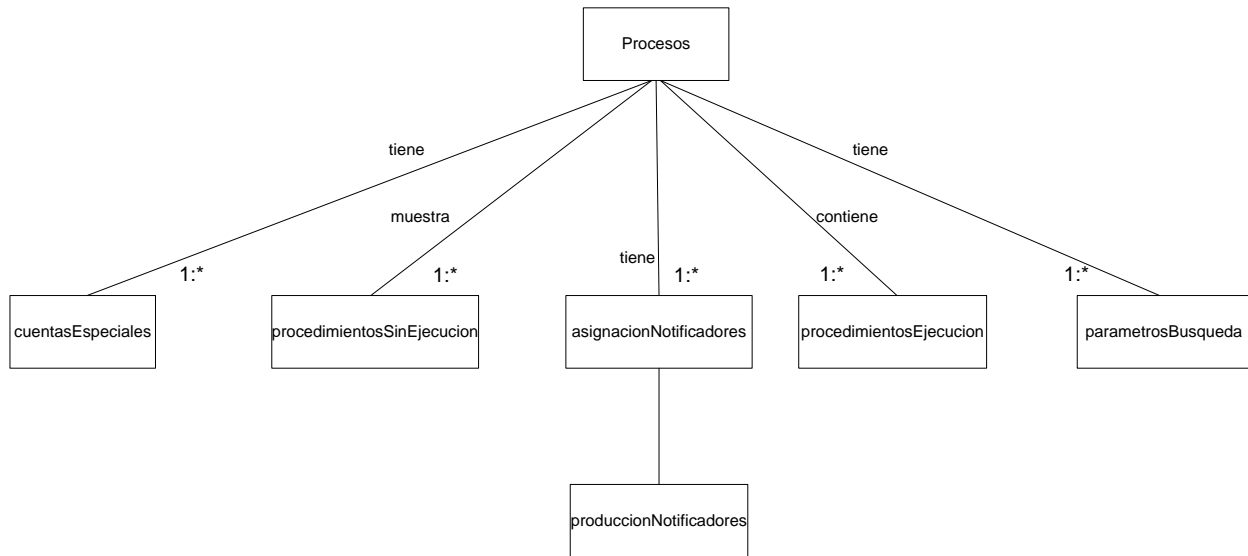 Procesos
tiene
tiene
muestra
contiene
tiene
1:*
1:*
1:*
1:*
1:*
cuentasEspeciales
procedimientosSinEjecucion
asignacionNotificadores
procedimientosEjecucion
parametrosBusqueda
produccionNotificadores